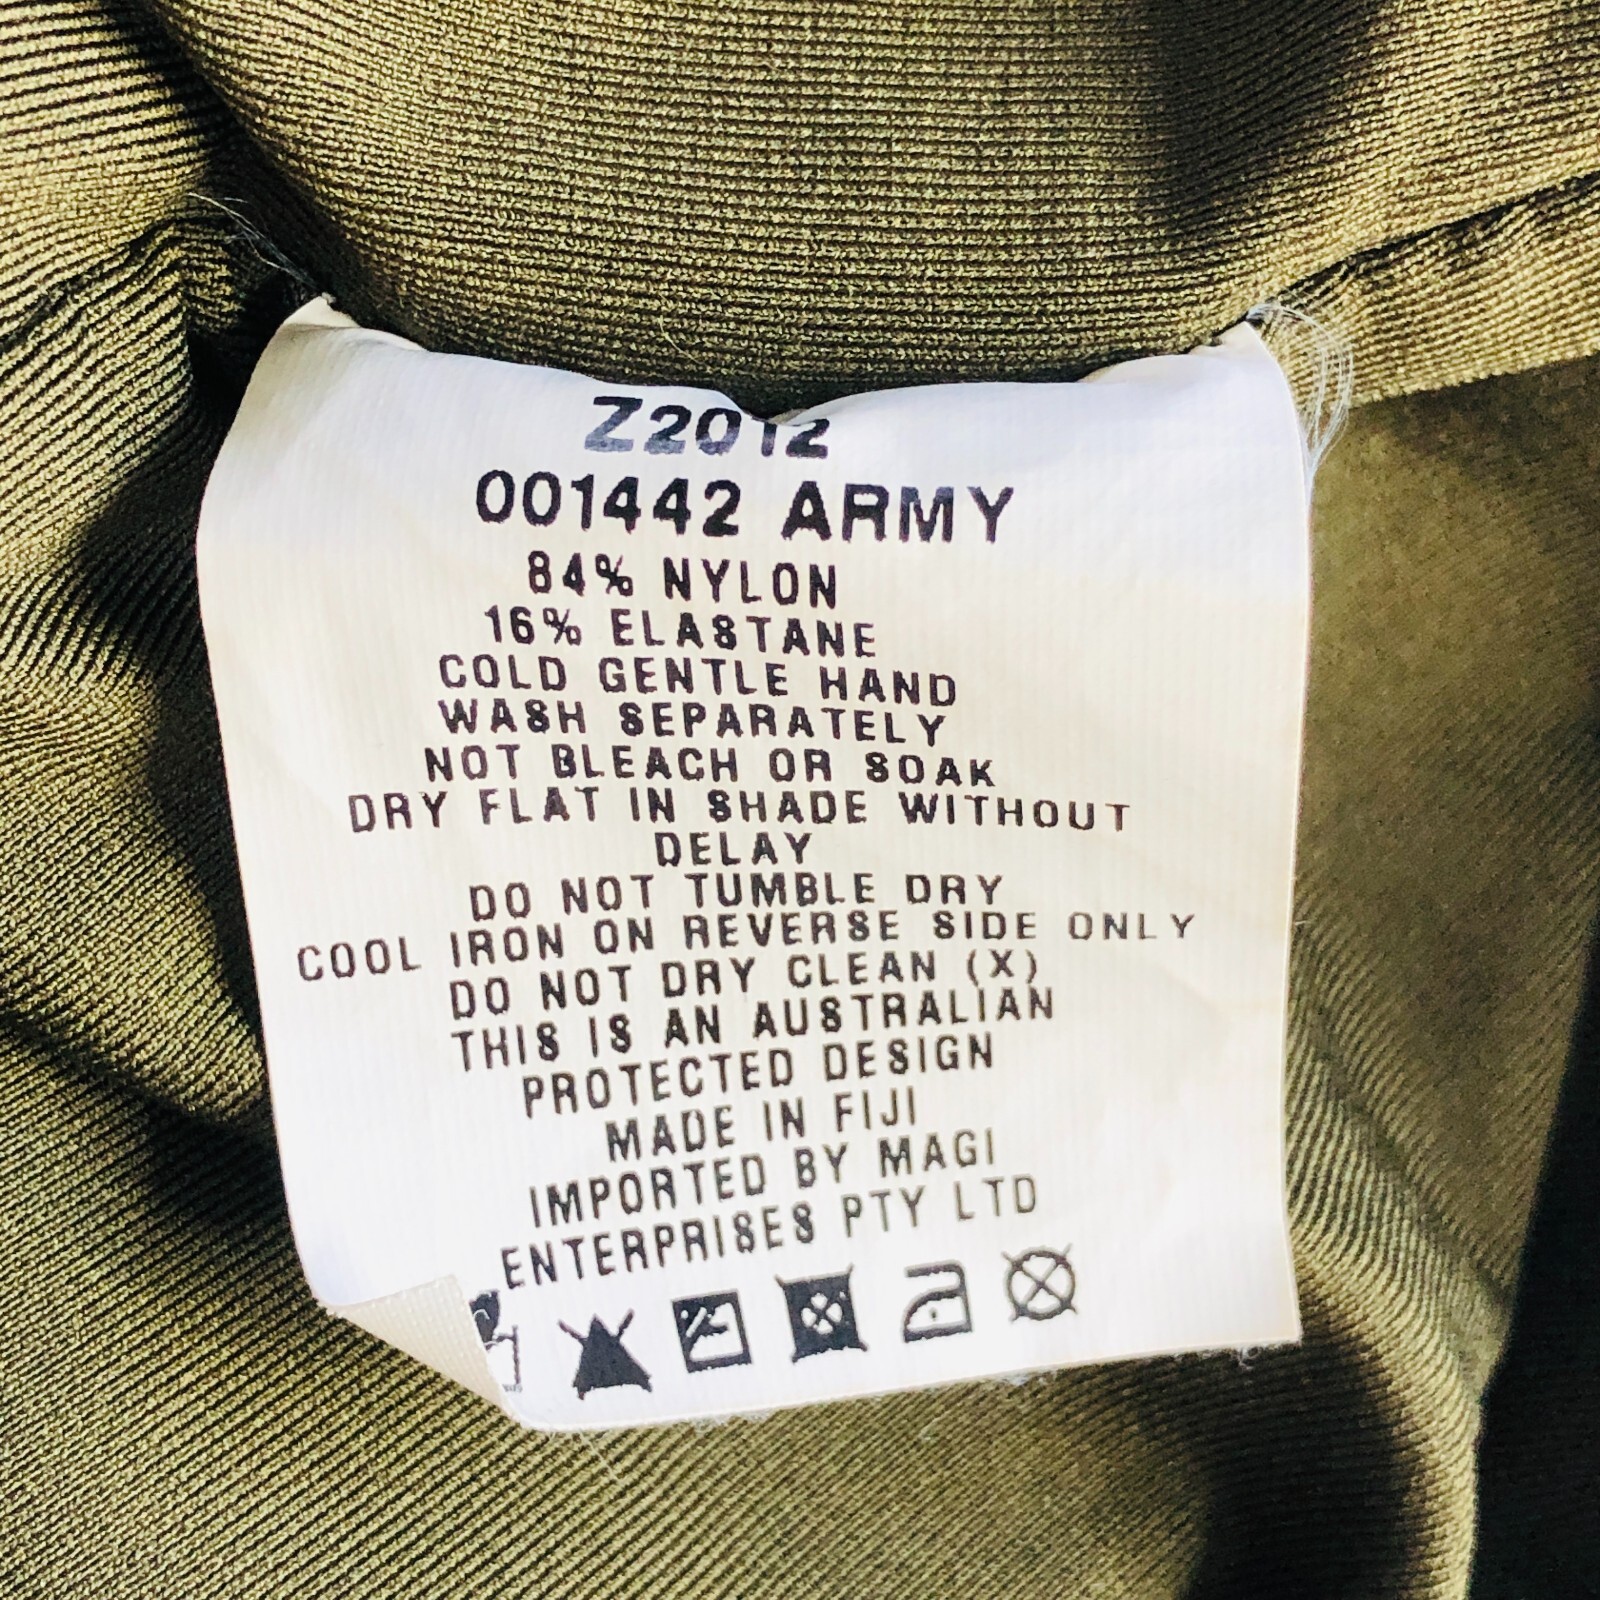 Z2012
001442 ARMY
84% NYLON
16% ELASTANE
COLD GENTLE HAND
WASH SEPARATELY
NOT BLEACH OR SOAK
DRY FLAT IN SHADE WITHOUT
DELAY
DO NOT TUMBLE DRY
COOL IRON ON REVERSE SIDE ONLY
DO NOT DRY CLEAN (X)
THIS IS AN AUSTRALIAN
PROTECTED DESIGN
MADE IN FIJI
IMPORTED BY MAGI
ENTERPRISES PTY LTD